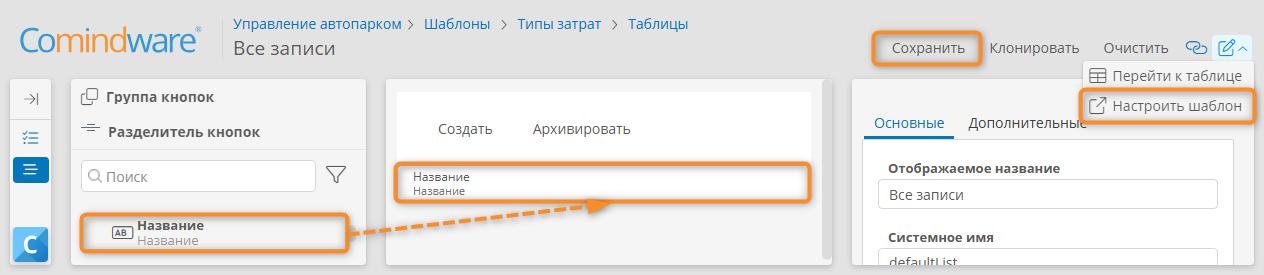 Comindware®
Управление автопарком > Шаблоны > Типы затрат > Таблицы
Все записи
Сохранить
Клонировать
Очистить
Перейти к таблице
Настроить шаблон
Группа кнопок
Разделитель кнопок
Поиск
AB
Название
Название
Создать
Архивировать
Название
Название
Основные
Дополнительные
Отображаемое название
Все записи
Системное имя
defaultList
C